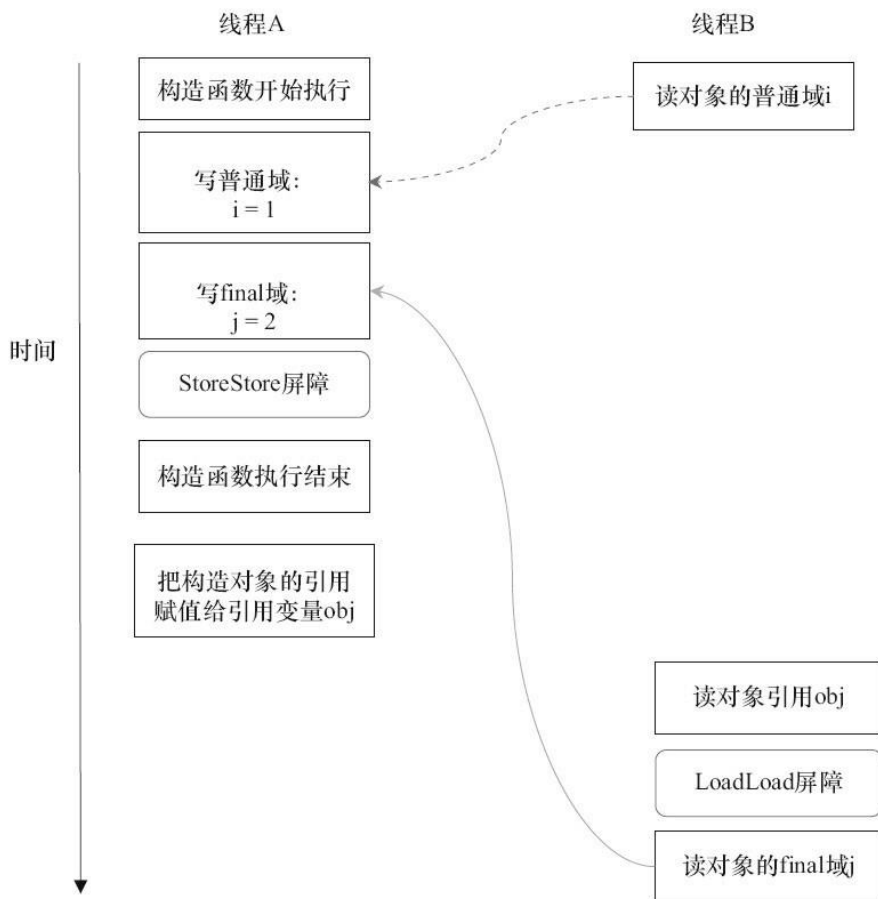 线程A
线程B
构造函数开始执行
读对象的普通域i
写普通域:
i = 1
写final域:
j = 2
时间
StoreStore屏障
构造函数执行结束
把构造对象的引用
赋值给引用变量obj
读对象引用obj
LoadLoad屏障
读对象的final域j